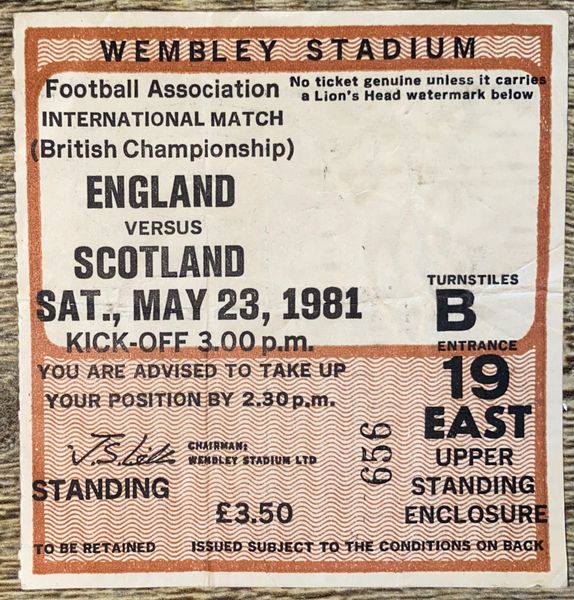 WEMBLEY STADIUM
Football Association
INTERNATIONAL MATCH
(British Championship)
No ticket genuine unless it carries
a Lion's Head watermark below
ENGLAND
VERSUS
SCOTLAND
SAT., MAY 23, 1981
KICK-OFF 3.00 p.m.
YOU ARE ADVISED TO TAKE UP
YOUR POSITION BY 2.30 p.m.
TURNSTILES
B
ENTRANCE
19
EAST
UPPER
STANDING
ENCLOSURE
CHAIRMAN:
WEMBLEY STADIUM LTD
656
STANDING
£3.50
TO BE RETAINED
ISSUED SUBJECT TO THE CONDITIONS ON BACK